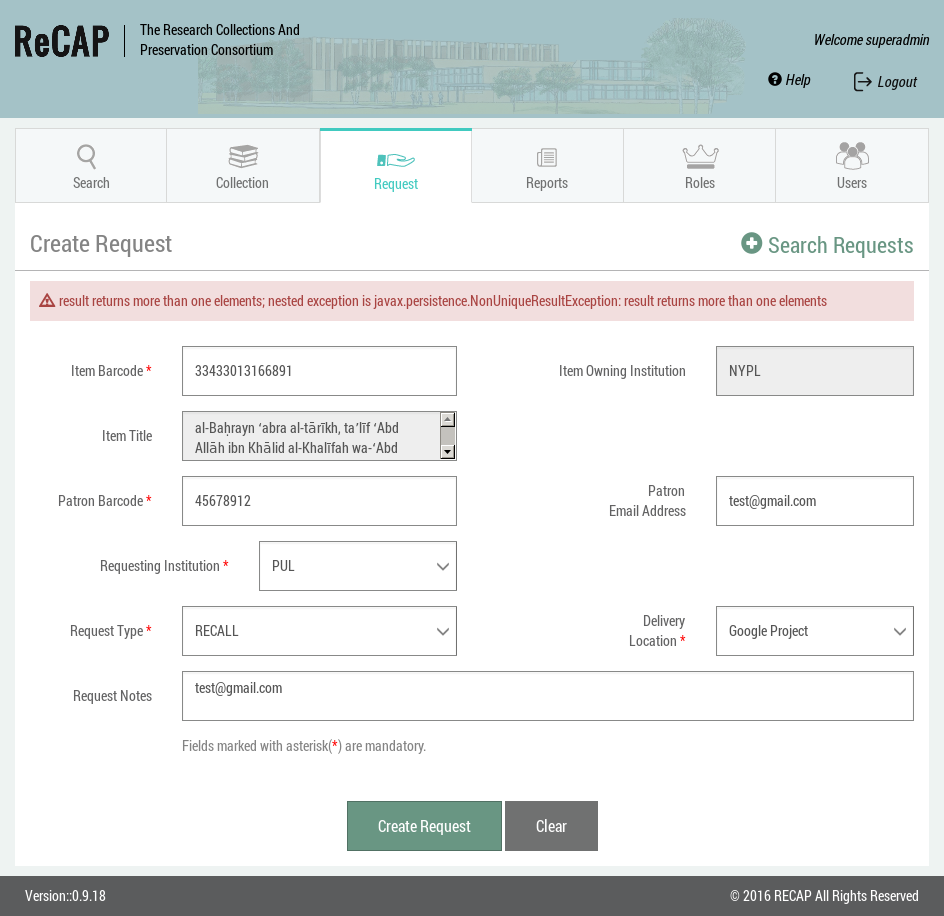 ReCAP
The Research Collections And
Preservation Consortium
Welcome superadmin
Help
Logout
Search
Collection
Request
Reports
Roles
Users
Create Request
Search Requests
result returns more than one elements; nested exception is javax.persistence.NonUniqueResultException: result returns more than one elements
Item Barcode *
33433013166891
Item Owning Institution
NYPL
Item Title
al-Baḥrayn ʻabra al-tārīkh, taʼlīf ʻAbd
Allāh ibn Khālid al-Khalīfah wa-ʻAbd
Patron Barcode *
45678912
Patron
Email Address
test@gmail.com
Requesting Institution *
PUL
Request Type *
RECALL
Delivery
Location *
Google Project
Request Notes
test@gmail.com
Fields marked with asterisk(*) are mandatory.
Create Request
Clear
Version::0.9.18
© 2016 RECAP All Rights Reserved